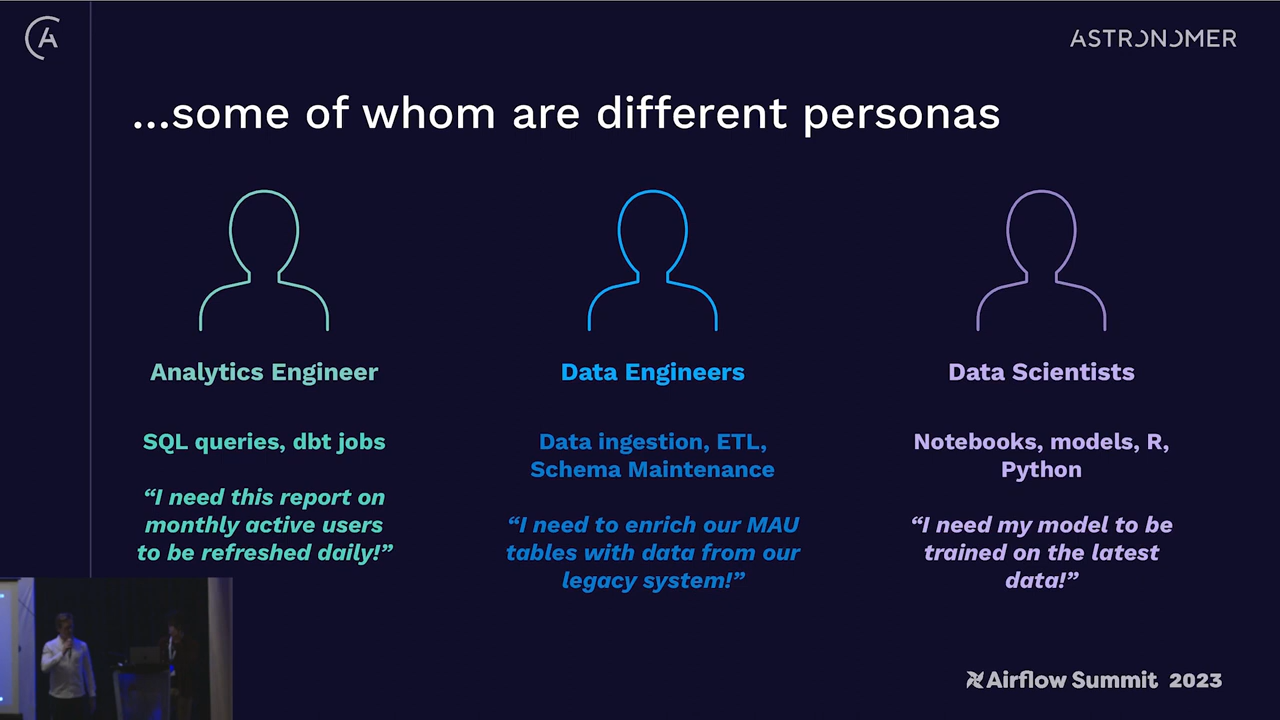 ASTRONOMER
...some of whom are different personas
Analytics Engineer
SQL queries, dbt jobs
“I need this report on
monthly active users
to be refreshed daily!”
Data Engineers
Data ingestion, ETL,
Schema Maintenance
“I need to enrich our MAU
tables with data from our
legacy system!”
Data Scientists
Notebooks, models, R,
Python
“I need my model to be
trained on the latest
data!”
Airflow Summit 2023